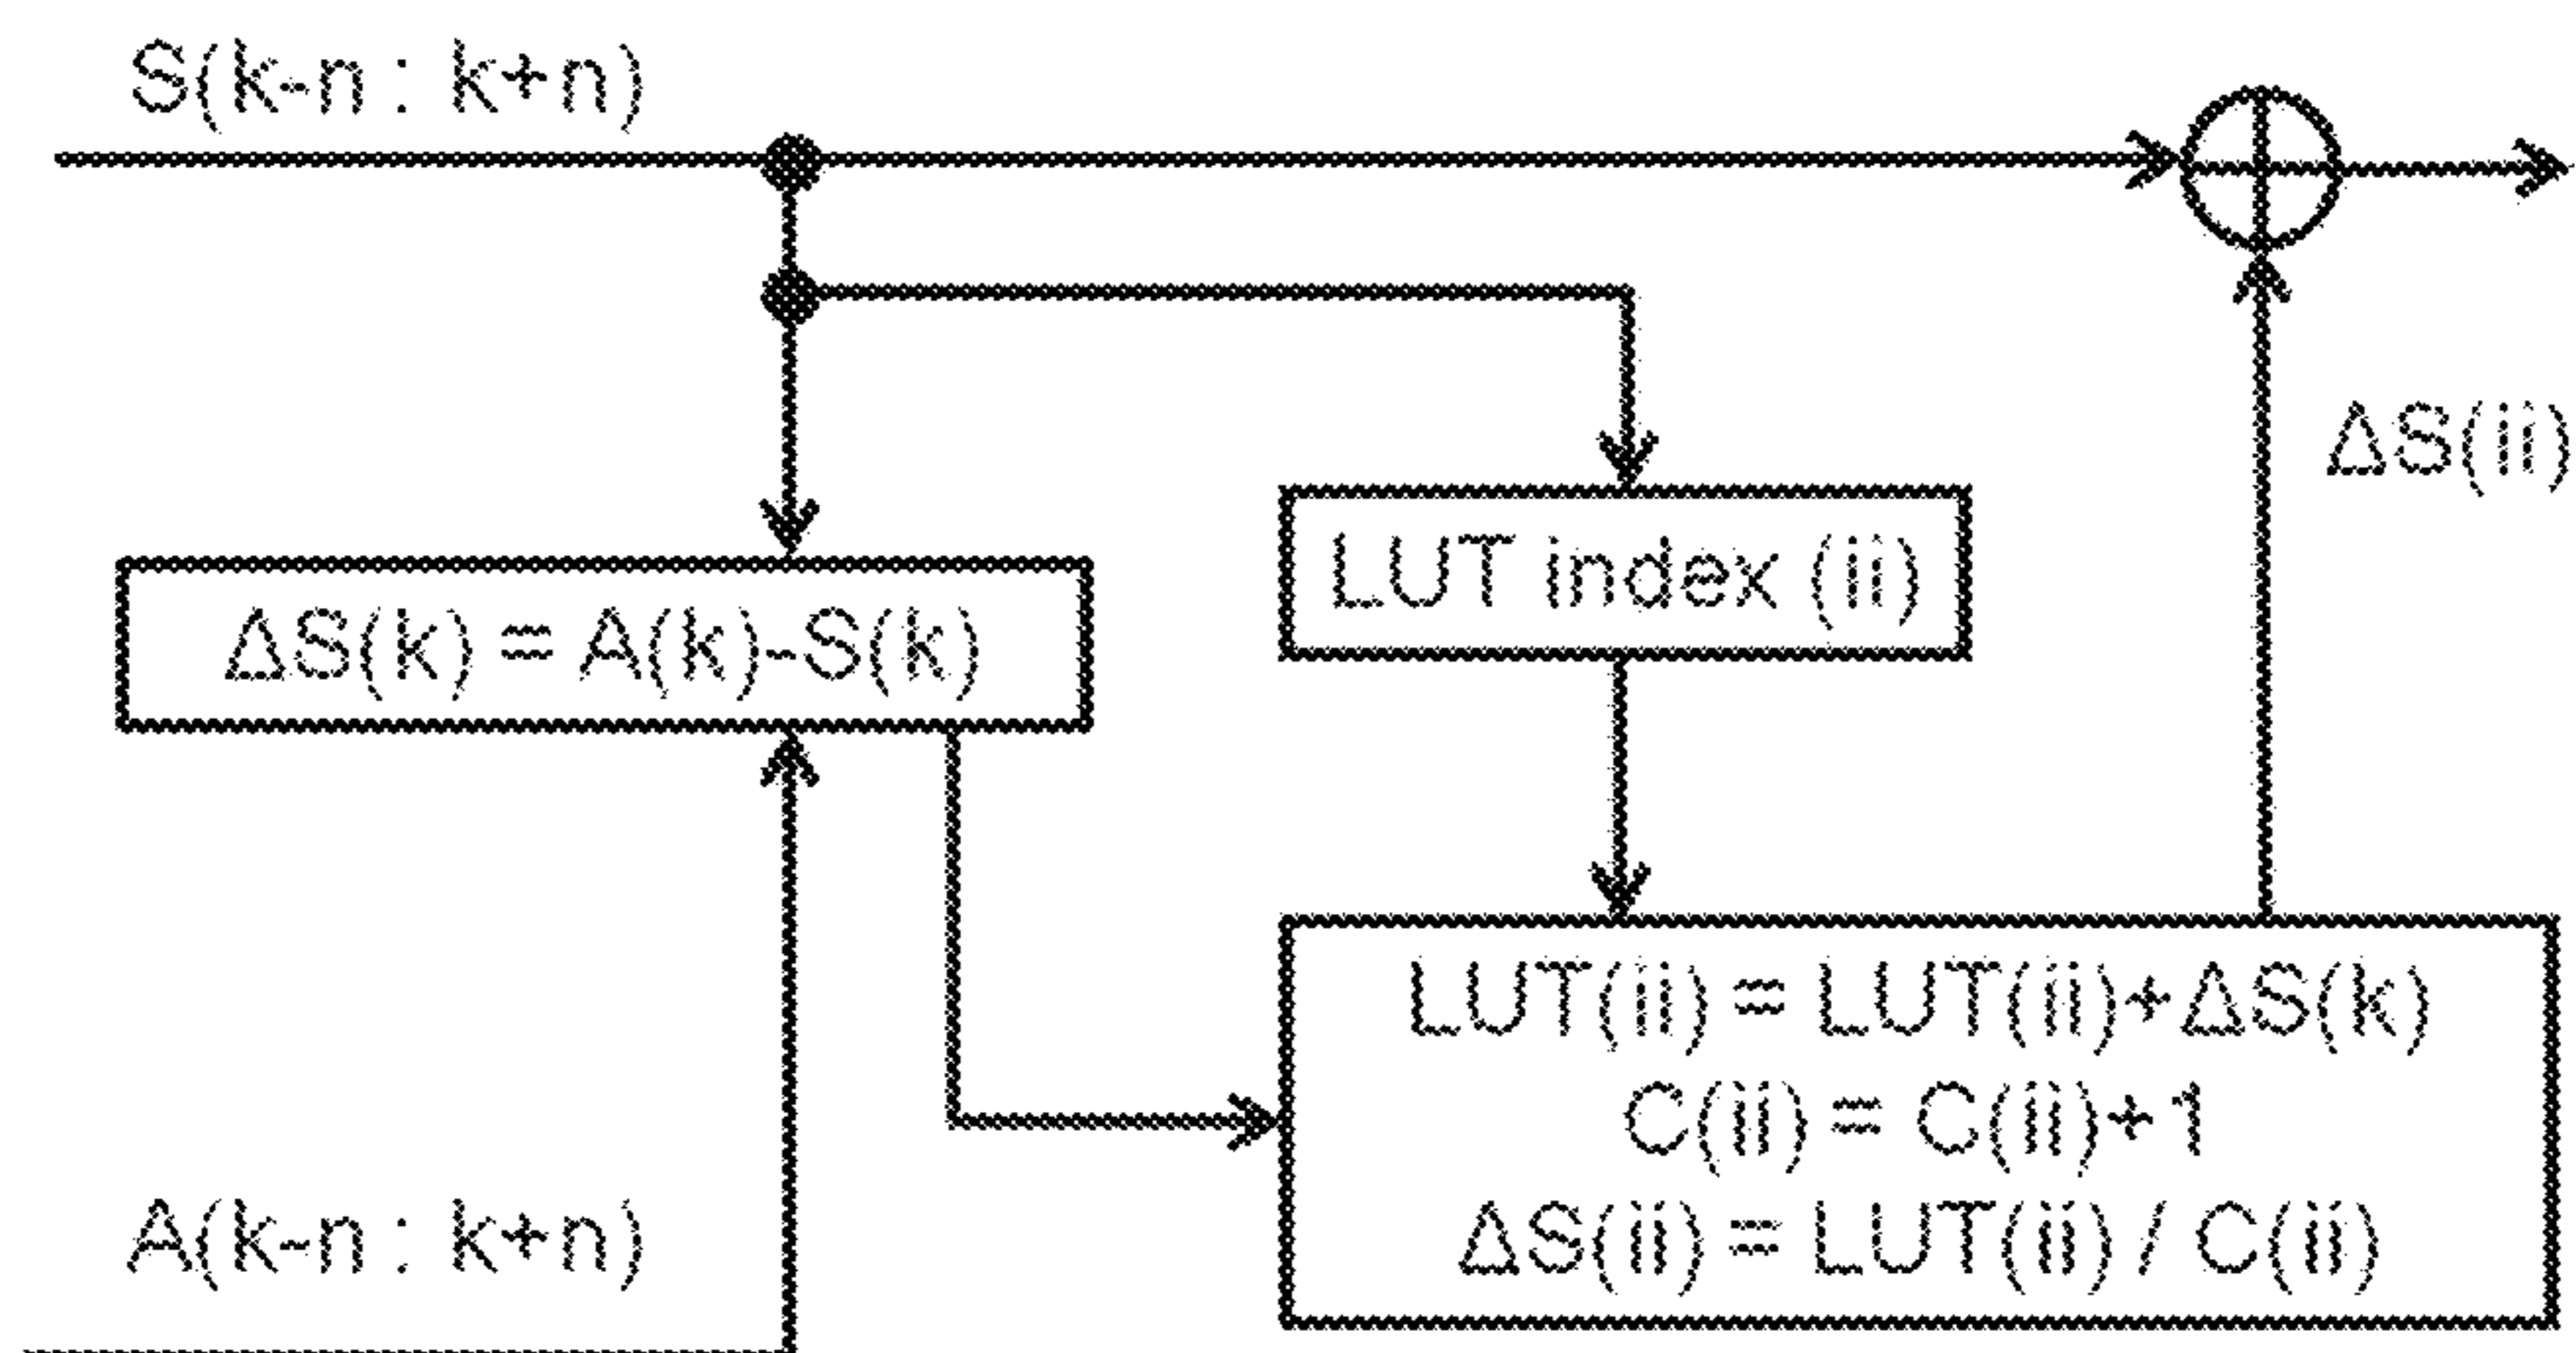 S(k-n : k+n)
ΔS(ii)
LUT index (ii)
ΔS(k) = A(k)-S(k)
LUT(ii) = LUT(ii)+ΔS(k)
C(ii) = C(ii)+1
ΔS(ii) = LUT(ii) / C(ii)
A(k-n : k+n)